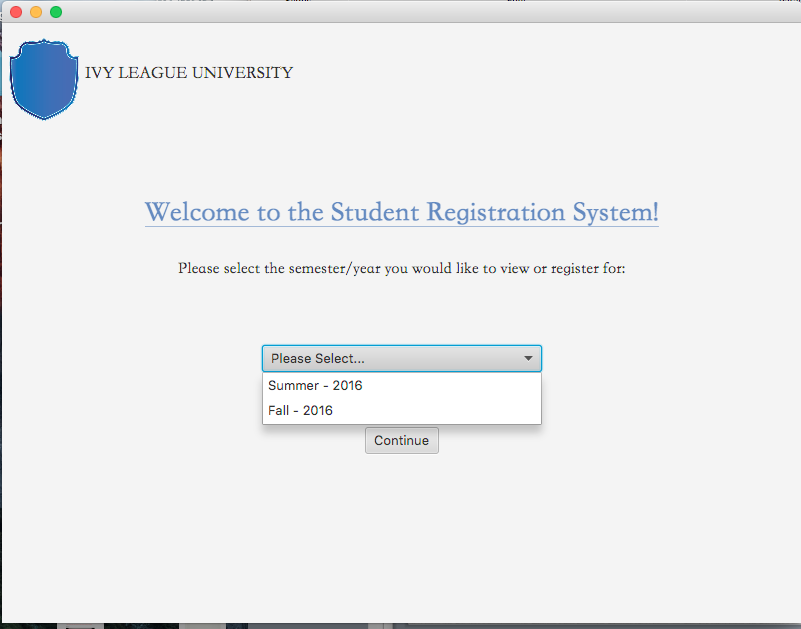 IVY LEAGUE UNIVERSITY
Welcome to the Student Registration System!
Please select the semester/year you would like to view or register for:
Please Select...
Summer - 2016
Fall - 2016
Continue